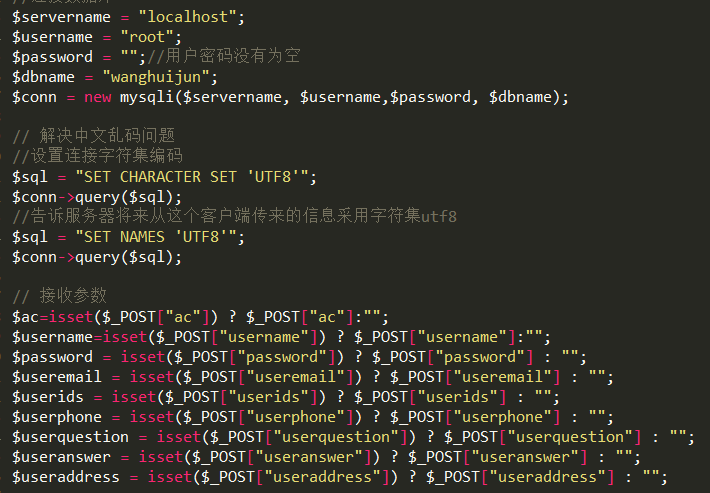 //连接数据库
$servername = "localhost";
$username = "root";
$password = "";//用户密码没有为空
$dbname = "wanghuijun";
$conn = new mysqli($servername, $username,$password, $dbname);
// 解决中文乱码问题
//设置连接字符集编码
$sql = "SET CHARACTER SET 'UTF8'";
$conn->query($sql);
//告诉服务器将来从这个客户端传来的信息采用字符集utf8
$sql = "SET NAMES 'UTF8'";
$conn->query($sql);
// 接收参数
$ac=isset($_POST["ac"]) ? $_POST["ac"]:"";
$username=isset($_POST["username"]) ? $_POST["username"]:"";
$password = isset($_POST["password"]) ? $_POST["password"] : "";
$useremail = isset($_POST["useremail"]) ? $_POST["useremail"] : "";
$userids = isset($_POST["userids"]) ? $_POST["userids"] : "";
$userphone = isset($_POST["userphone"]) ? $_POST["userphone"] : "";
$userquestion = isset($_POST["userquestion"]) ? $_POST["userquestion"] : "";
$useranswer = isset($_POST["useranswer"]) ? $_POST["useranswer"] : "";
$useraddress = isset($_POST["useraddress"]) ? $_POST["useraddress"] : "";